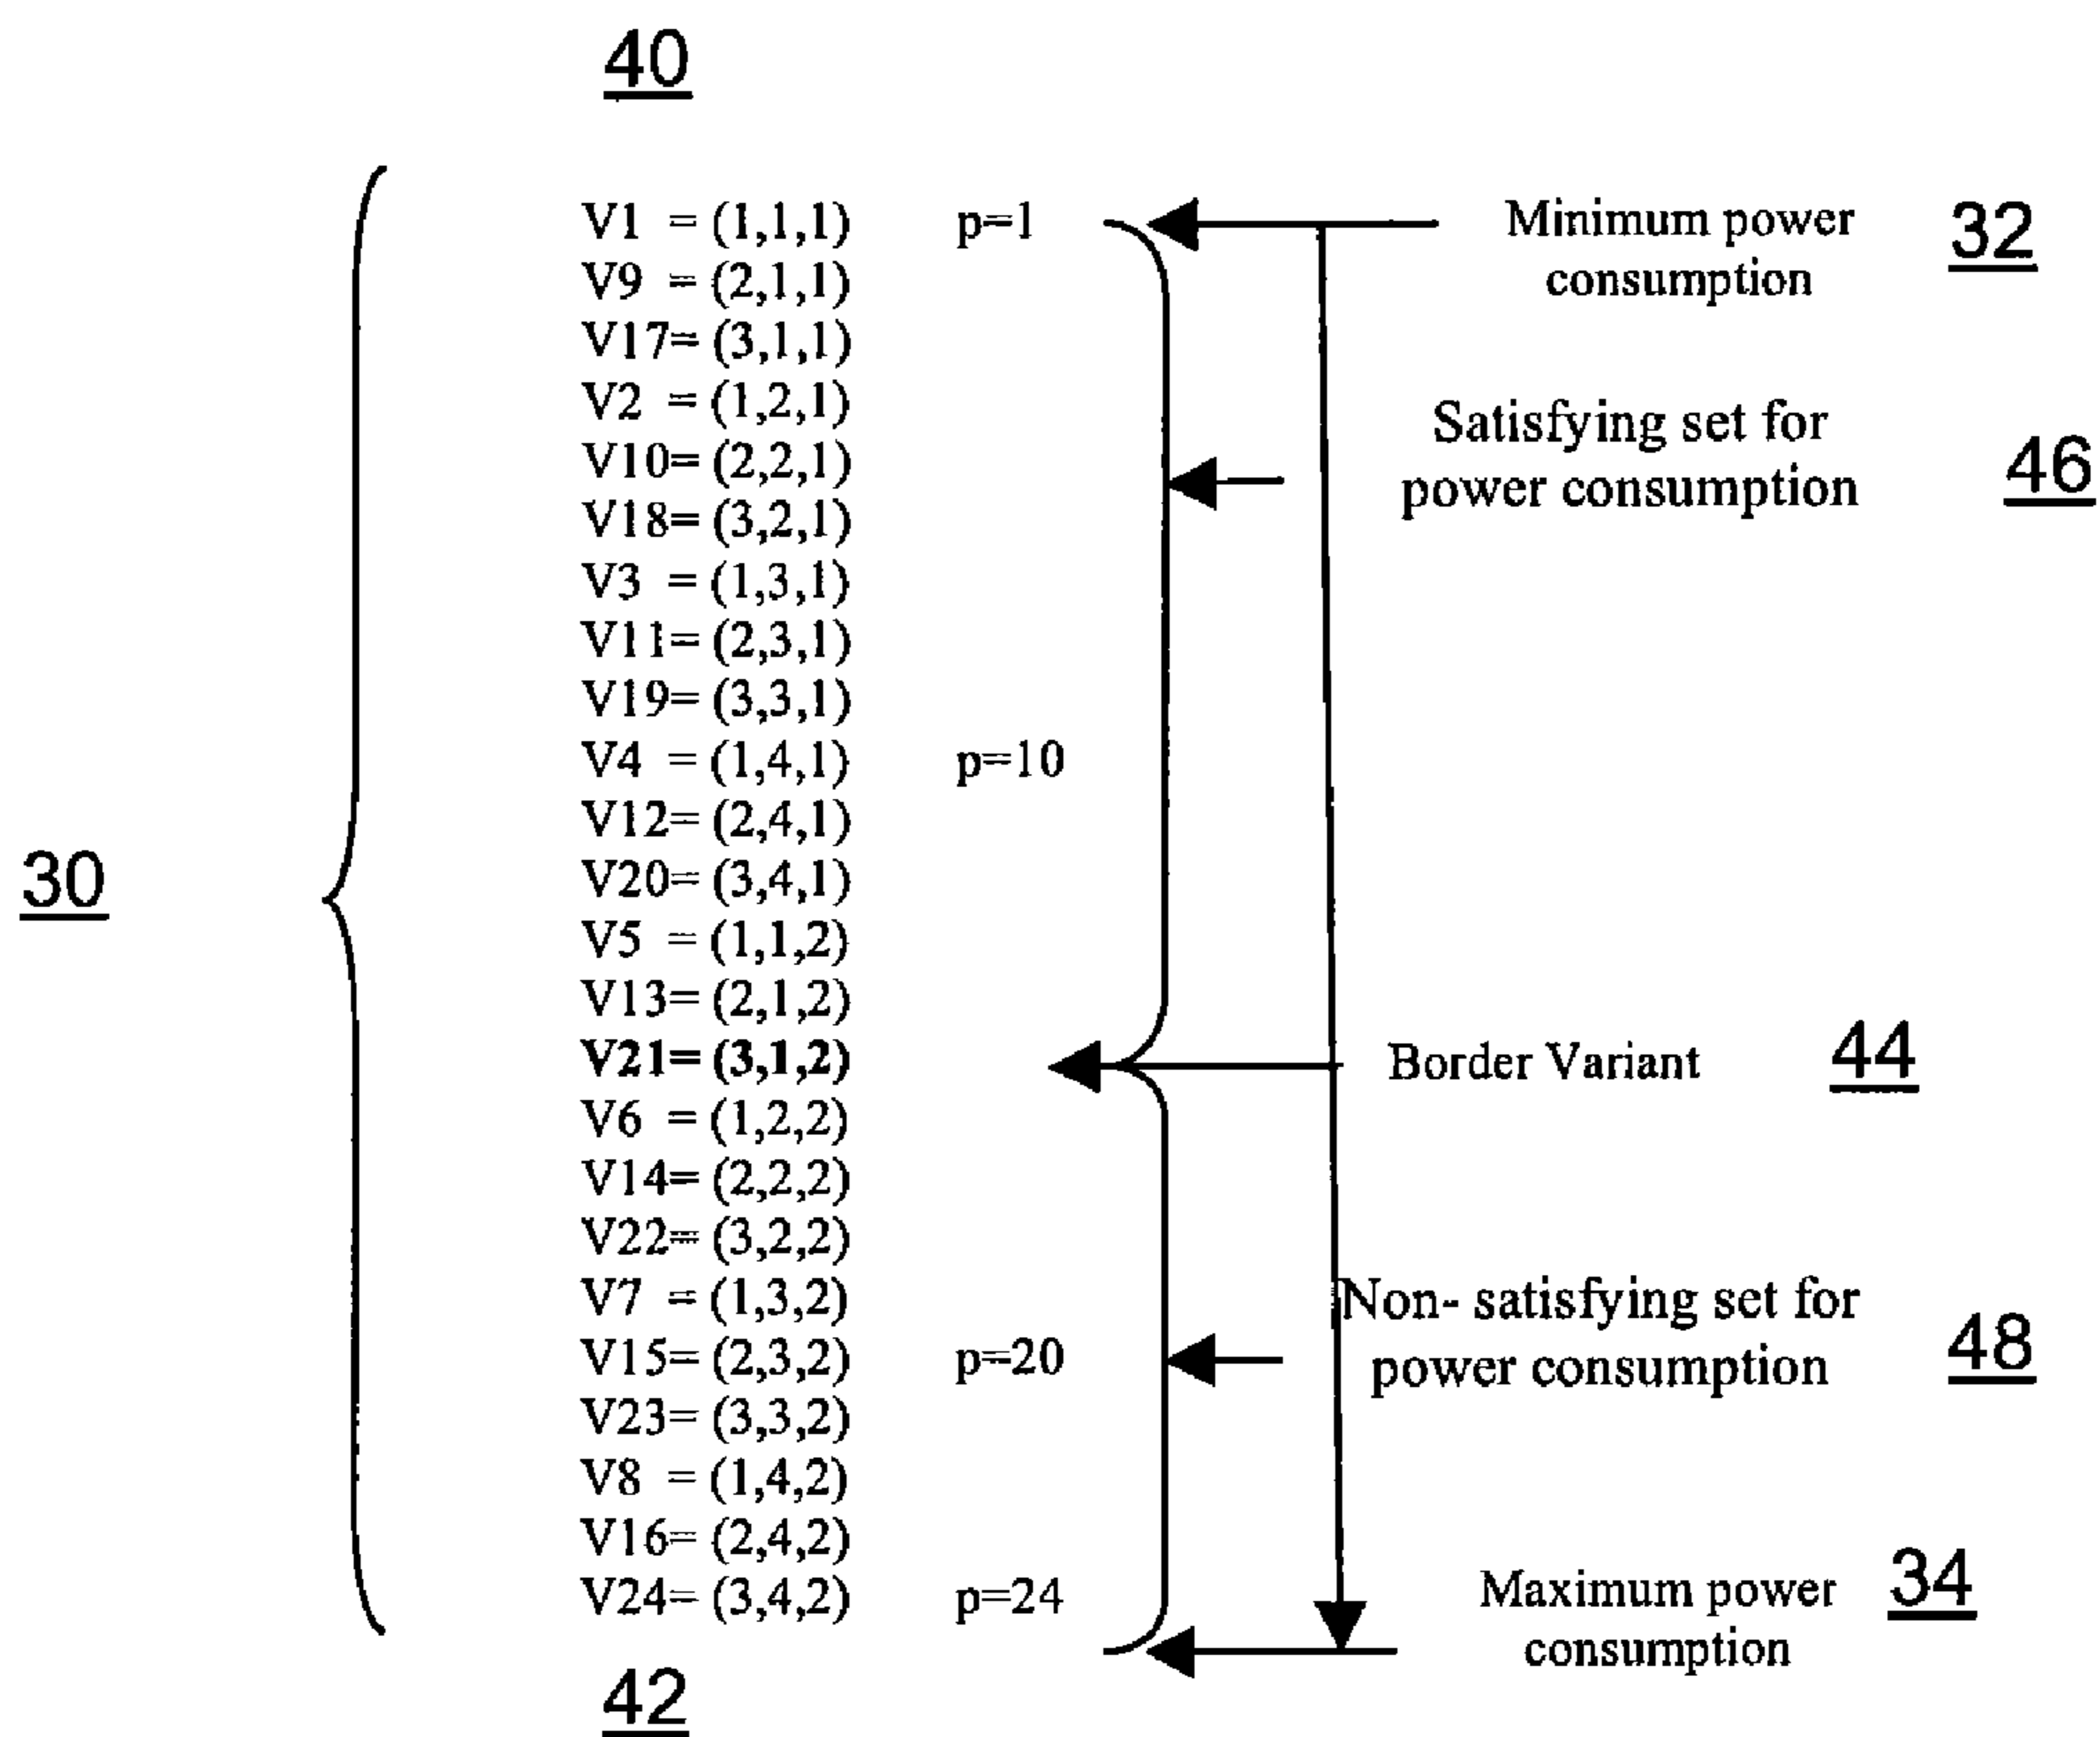 40
V1 = (1,1,1) p=1 Minimum power 32
consumption
V9 = (2,1,1)
V17= (3,1,1)
V2 = (1,2,1)
Satisfying set for
power consumption 46
V10= (2,2,1)
V18= (3,2,1)
V3 = (1,3,1)
V11= (2,3,1)
V19= (3,3,1)
V4 = (1,4,1) p=10
V12= (2,4,1)
30
V20= (3,4,1)
V5 = (1,1,2)
V13= (2,1,2)
V21= (3,1,2) Border Variant 44
V6 = (1,2,2)
V14= (2,2,2)
V22= (3,2,2)
V7 = (1,3,2)
Non- satisfying set for
power consumption 48
V15= (2,3,2) p=20
V23= (3,3,2)
V8 = (1,4,2)
V16= (2,4,2)
V24= (3,4,2) p=24 Maximum power 34
consumption
42